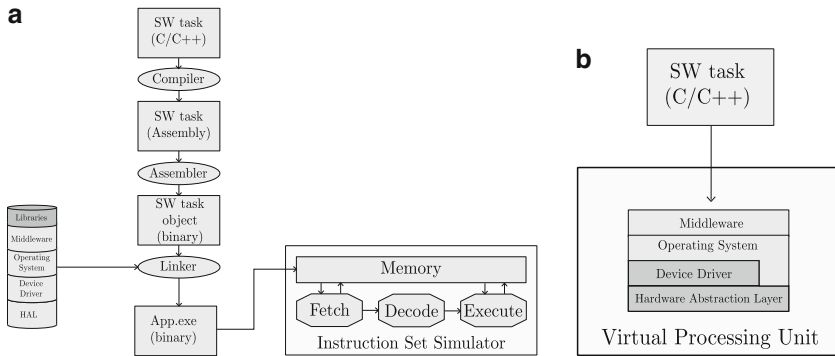 a
SW task
(C/C++)
Compiler
SW task
(Assembly)
Assembler
SW task
object
(binary)
Libraries
Middleware
Operating
System
Device
Driver
HAL
Linker
App.exe
(binary)
Memory
Fetch
Decode
Execute
Instruction Set Simulator
b
SW task
(C/C++)
Middleware
Operating System
Device Driver
Hardware Abstraction Layer
Virtual Processing Unit